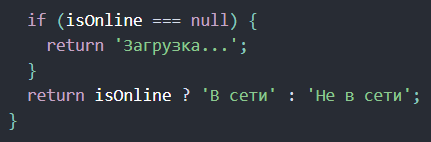 if (isOnline === null) {
return 'Загрузка...';
}
return isOnline ? 'В сети' : 'Не в сети';
}